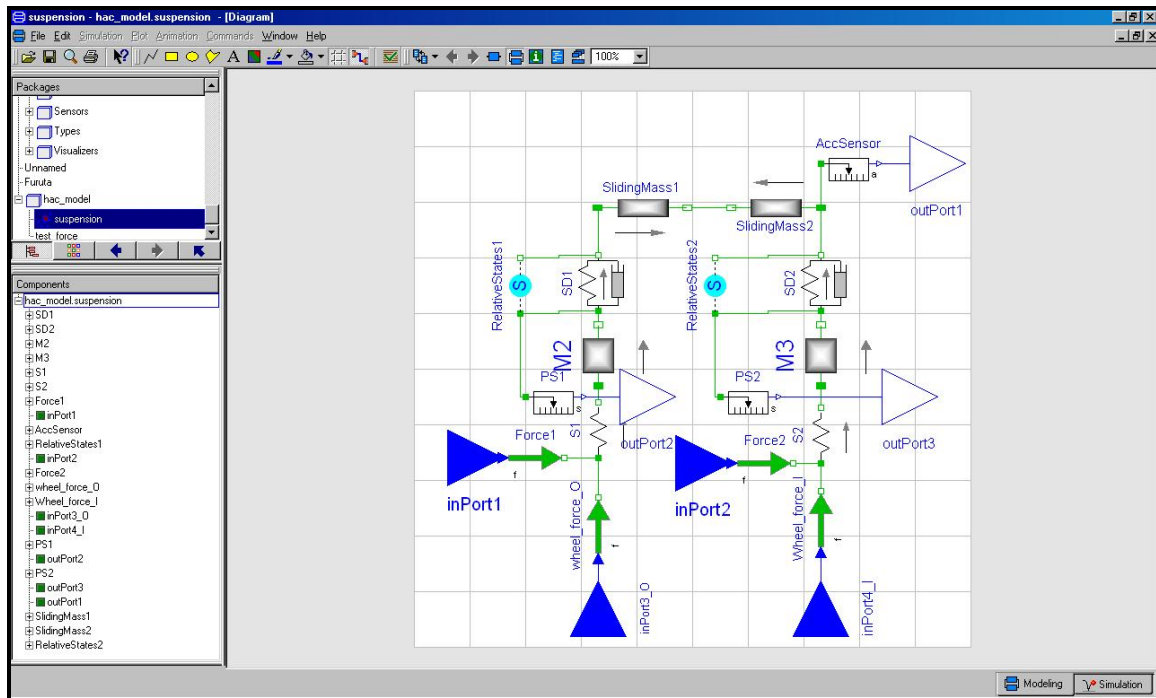 suspension - hac_model.suspension - [Diagram]
File Edit Simulation Plot Animation Commands Window Help
100%
Packages
Sensors
Types
Visualizers
Unnamed
Furuta
hac_model
suspension
test_force
Components
hac_model.suspension
SD1
SD2
M2
M3
S1
S2
Force1
inPort1
AccSensor
RelativeStates1
inPort2
Force2
wheel_force_O
Wheel_force_I
inPort3_O
inPort4_I
PS1
outPort2
PS2
outPort3
outPort1
SlidingMass1
SlidingMass2
RelativeStates2
AccSensor
a
outPort1
SlidingMass1
SlidingMass2
RelativeStates1
S
SD1
RelativeStates2
S
SD2
M2
M3
PS1
s
S1
outPort2
PS2
s
S2
outPort3
Force1
f
inPort1
Force2
f
inPort2
wheel_force_O
f
Wheel_force_I
f
inPort3_O
inPort4_I
Modeling
Simulation